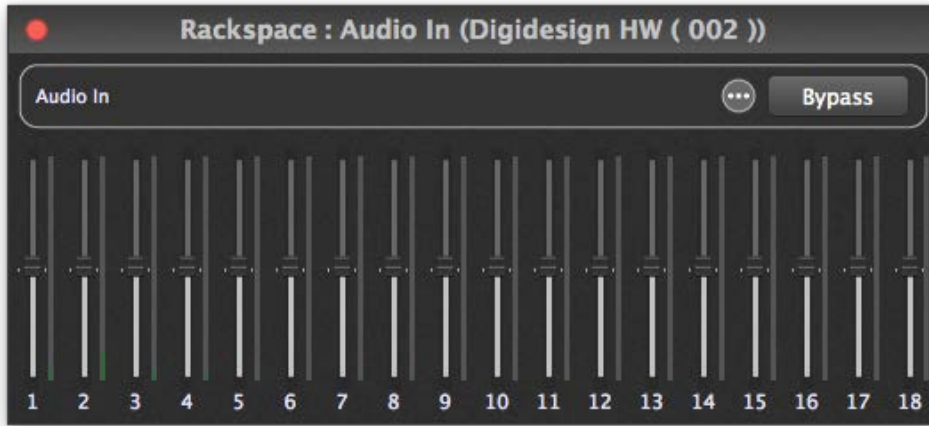 Rackspace : Audio In (Digidesign HW ( 002 ))
Audio In
Bypass
1 2 3 4 5 6 7 8 9 10 11 12 13 14 15 16 17 18